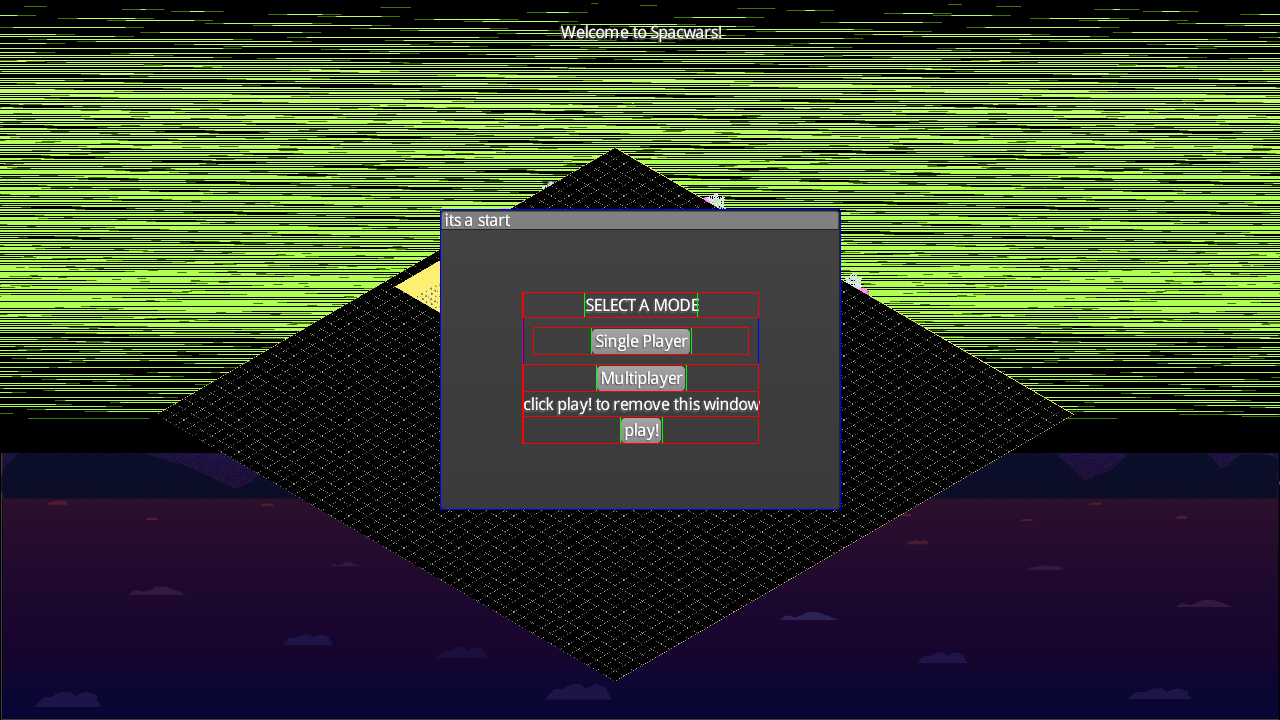 Welcome to Spacwars!
its a start
SELECT A MODE
Single Player
Multiplayer
click play! to remove this window
play!